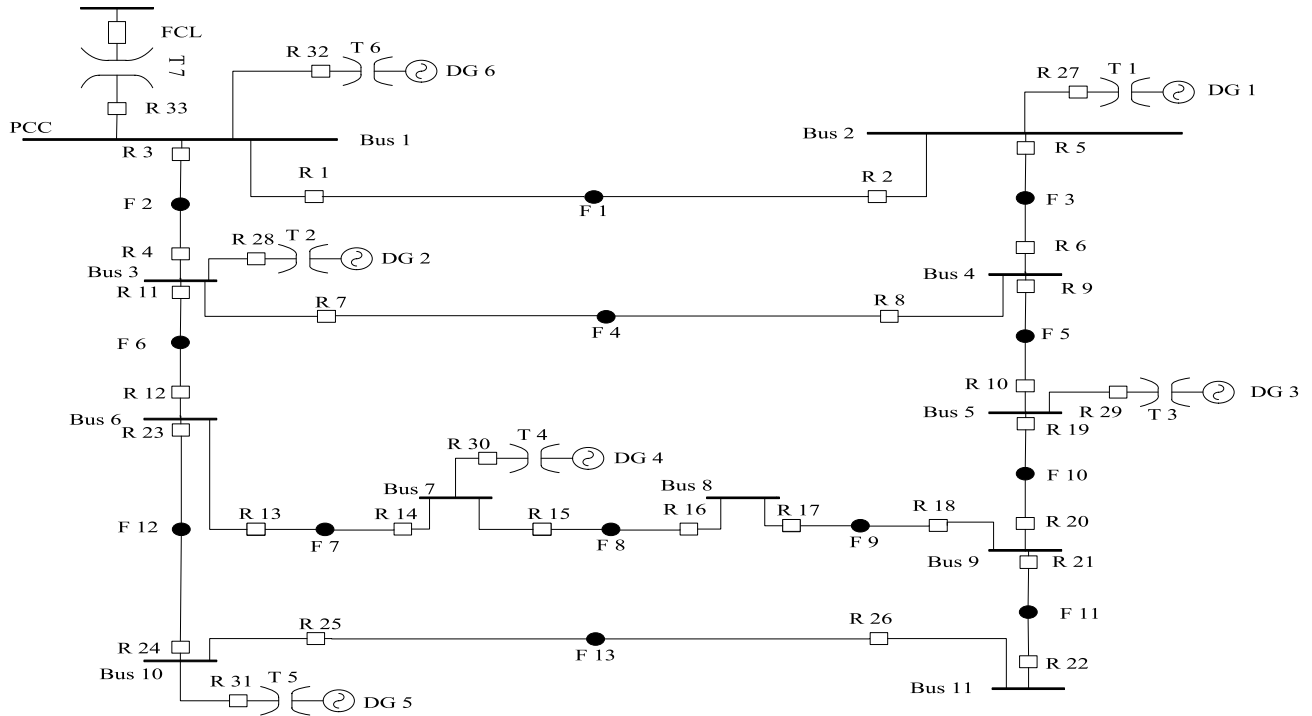 FCL
T7
R 32
T 6
DG 6
R 27
T 1
DG 1
R 33
PCC
Bus 1
Bus 2
R 3
R 5
R 1
R 2
F 2
F 1
F 3
R 4
R 28
T 2
DG 2
R 6
Bus 3
Bus 4
R 11
R 7
R 8
R 9
F 6
F 4
F 5
R 12
R 10
DG 3
Bus 6
Bus 5
R 29
T 3
R 23
R 19
R 30
T 4
DG 4
F 10
Bus 7
Bus 8
R 13
R 14
R 15
R 16
R 17
R 18
R 20
F 12
F 7
F 8
F 9
Bus 9
R 21
F 11
R 25
R 26
R 24
F 13
R 22
Bus 10
R 31
T 5
DG 5
Bus 11